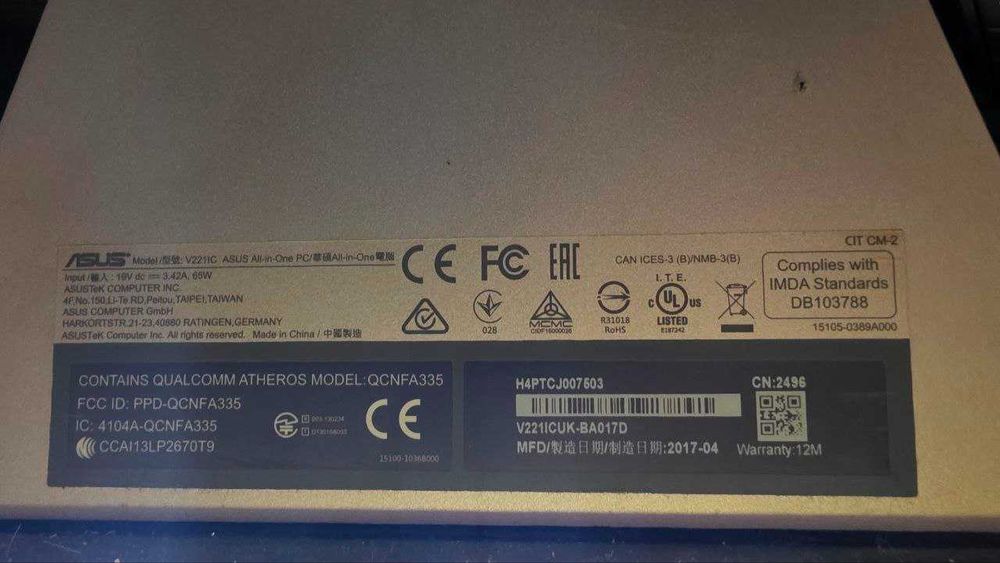 ASUS Model /型號 V221IC ASUS All-in-One PC/華碩All-in-One電腦
Input /輸入 : 19V dc 3.42A, 65W
ASUSTeK COMPUTER INC.
4F,No.150,Li-Te RD,Peitou,TAIPEI,TAIWAN
ASUS COMPUTER GmbH
HARKORTSTR.21-23,40880 RATINGEN,GERMANY
ASUSTeK Computer Inc. All rights reserved. Made in China / 中國製造
CE FC EAC
CAN ICES-3 (B)/NMB-3(B)
CIT CM-2
028
MCMC
CIDF16000026
R31018
RoHS
I.T.E.
c UL US
LISTED
E187242
Complies with
IMDA Standards
DB103788
15105-0389A000
CONTAINS QUALCOMM ATHEROS MODEL:QCNFA335
FCC ID: PPD-QCNFA335
IC: 4104A-QCNFA335
CCAI13LP2670T9
R
T
CE
15100-10368000
H4PTCJ007503
V221ICUK-BA017D
MFD/製造日期/制造日期:2017-04
CN:2496
Warranty:12M